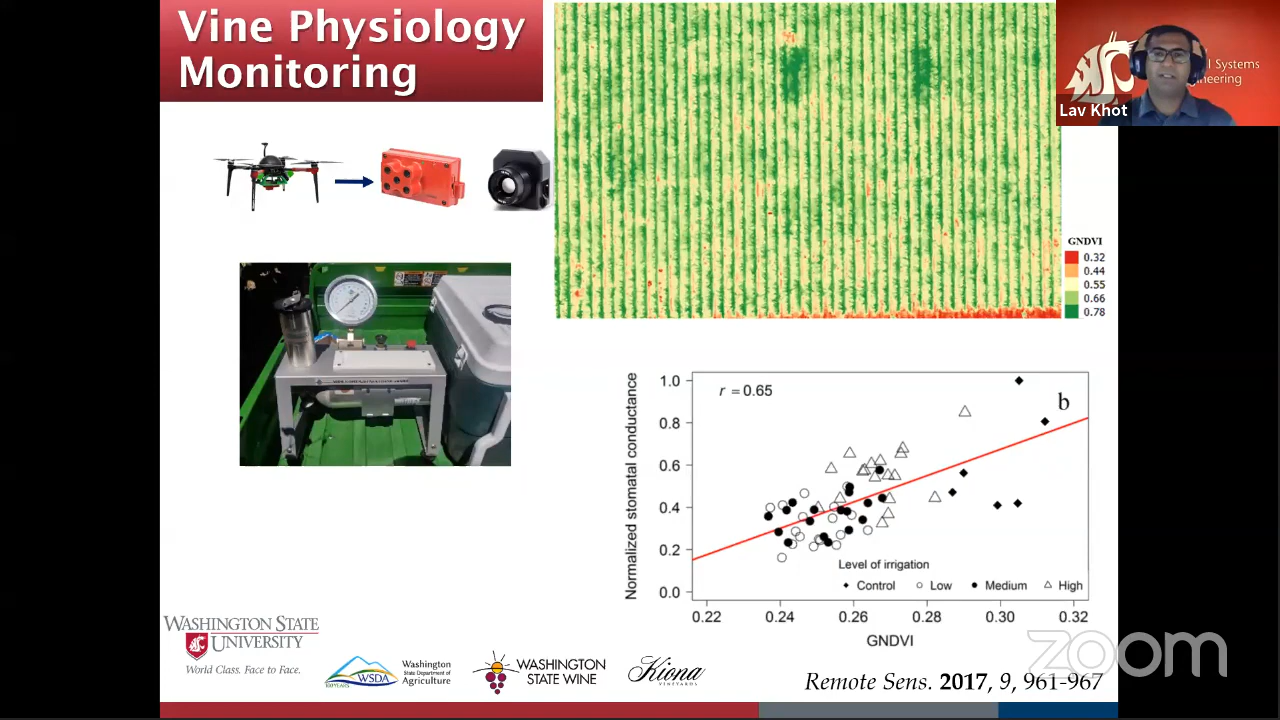 Vine Physiology
Monitoring
l Systems
gineering
Lav Khot
GNDVI
0.32
0.44
0.55
0.66
0.78
Normalized stomatal conductance
1.0
0.8
0.6
0.4
0.2
0.0
r = 0.65
b
Level of irrigation
Control
Low
Medium
High
0.22
0.24
0.26
0.28
0.30
0.32
GNDVI
WASHINGTON STATE
UNIVERSITY
World Class. Face to Face.
WSDA
Washington
State Department of
Agriculture
WASHINGTON
STATE WINE
Kiona
VINEYARDS
zoom
Remote Sens. 2017, 9, 961-967